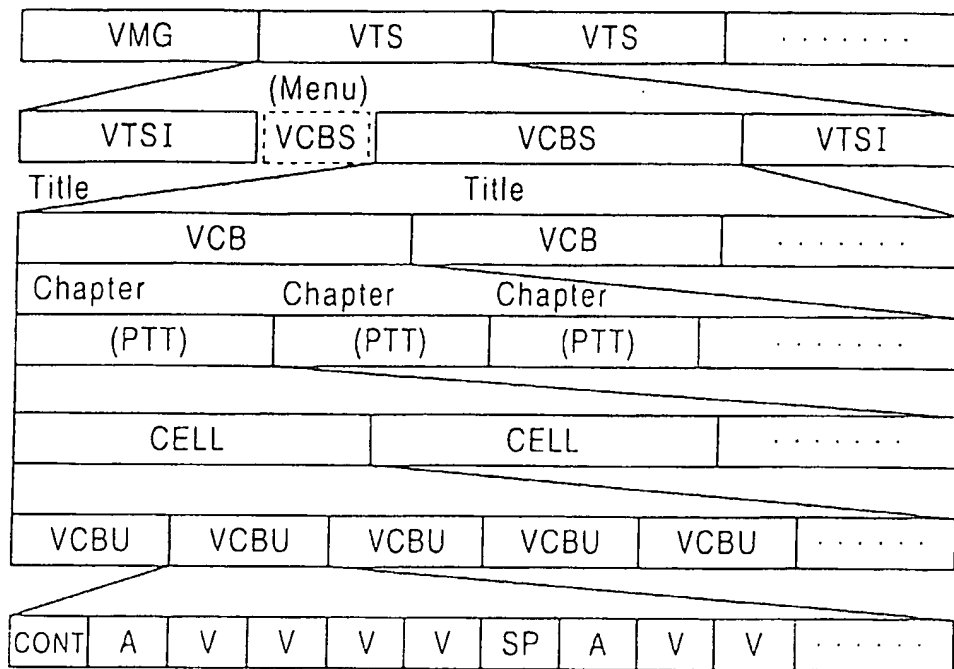 VMG VTS VTS .......
(Menu)
VTSI VCBS VCBS VTSI
Title Title
VCB VCB .......
Chapter Chapter Chapter
(PTT) (PTT) (PTT) .......
CELL CELL .......
VCBU VCBU VCBU VCBU VCBU ......
CONT A V V V V SP A V V ......